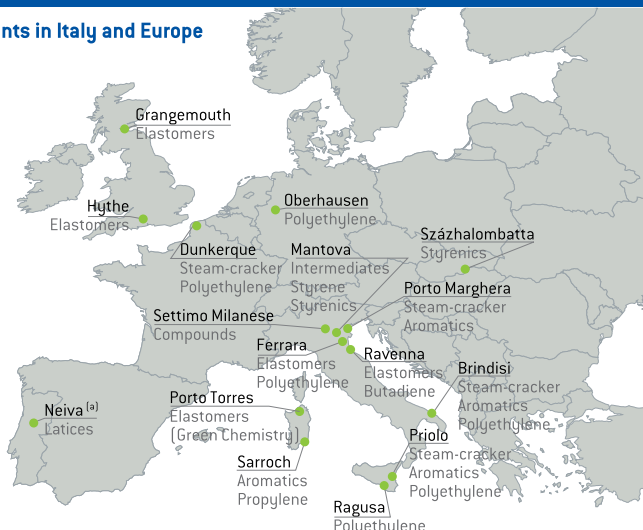 nts in Italy and Europe
Grangemouth
Elastomers
Hythe
Elastomers
Oberhausen
Polyethylene
Dunkerque
Steam-cracker
Polyethylene
Mantova
Intermediates
Styrene
Styrenics
Százhalombatta
Styrenics
Porto Marghera
Steam-cracker
Aromatics
Settimo Milanese
Compounds
Ferrara
Elastomers
Polyethylene
Ravenna
Elastomers
Butadiene
Brindisi
Steam-cracker
Aromatics
Polyethylene
Neiva (a)
Latices
Porto Torres
Elastomers
(Green Chemistry)
Priolo
Steam-cracker
Aromatics
Polyethylene
Sarroch
Aromatics
Propylene
Ragusa
Polyethylene